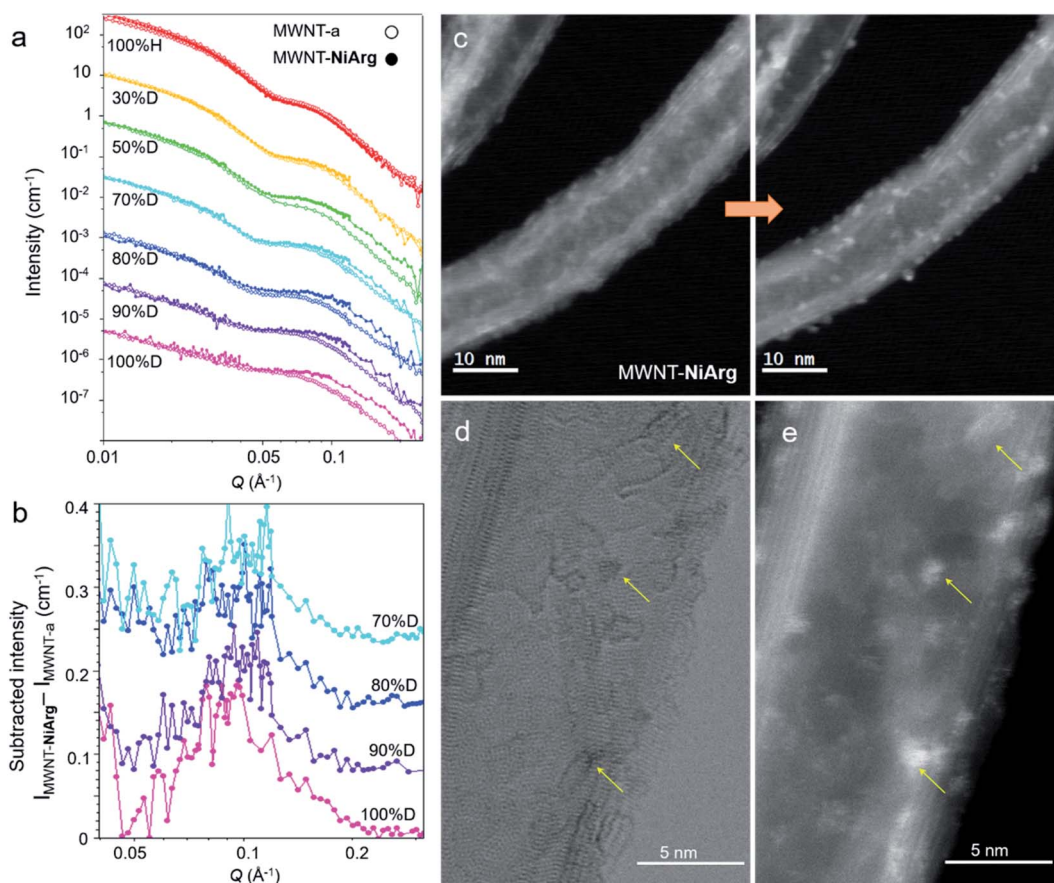 a
MWNT-a
MWNT-NiArg
100%H
30%D
50%D
70%D
80%D
90%D
100%D
10²
10
1
10⁻¹
10⁻²
10⁻³
10⁻⁴
10⁻⁵
10⁻⁶
10⁻⁷
Intensity (cm⁻¹)
0.01
0.05
0.1
Q (Å⁻¹)
b
0.4
0.3
0.2
0.1
0
Subtracted intensity
I MWNT-NiArg − I MWNT-a (cm⁻¹)
70%D
80%D
90%D
100%D
0.05
0.1
0.2
Q (Å⁻¹)
c
10 nm
MWNT-NiArg
10 nm
d
5 nm
e
5 nm